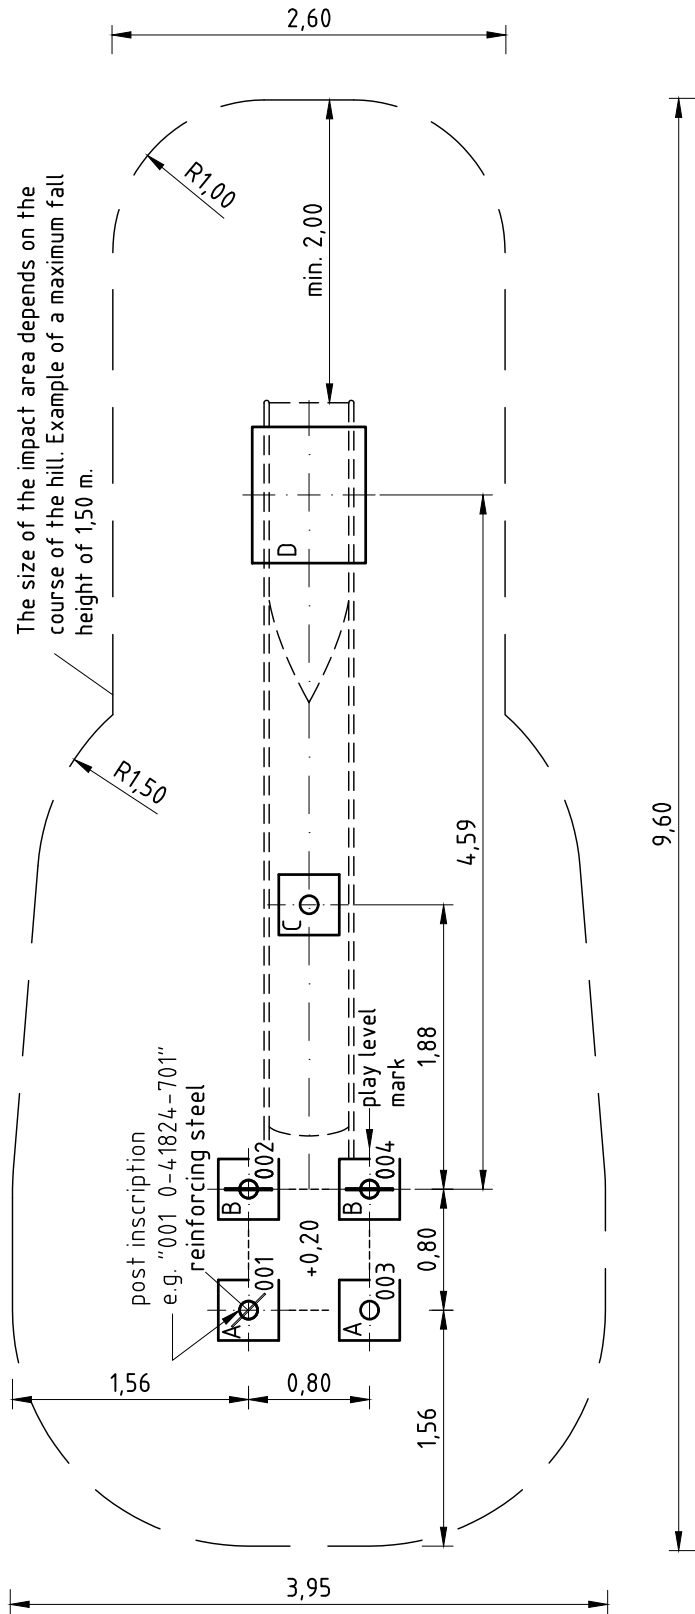 2,60
R1,00
min. 2,00
The size of the impact area depends on the
course of the hill. Example of a maximum fall
height of 1,50 m.
D
R1,50
4,59
9,60
C
1,88
play level
mark
post inscription
e.g. "001 0-41824-701"
reinforcing steel
B
002
B
004
+0,20
0,80
A
001
A
003
1,56
0,80
1,56
3,95